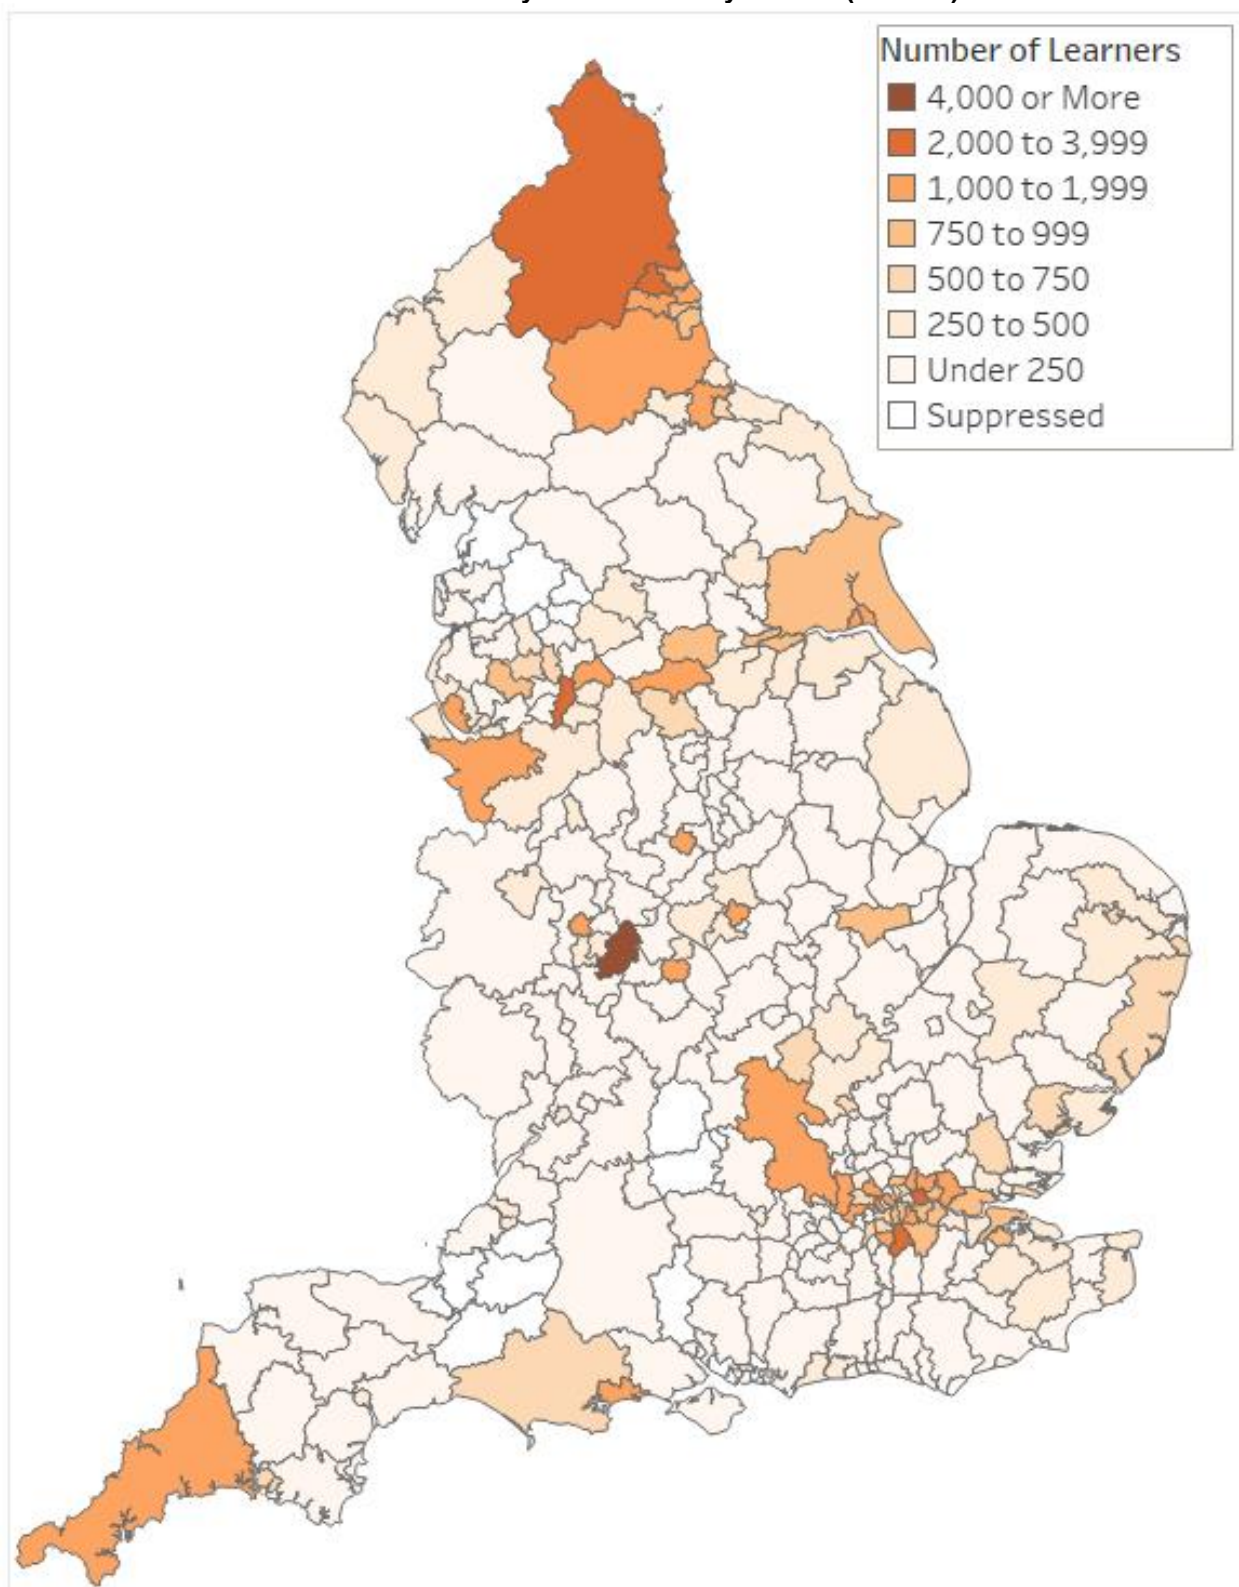 Number of Learners
4,000 or More
2,000 to 3,999
1,000 to 1,999
750 to 999
500 to 750
250 to 500
Under 250
Suppressed